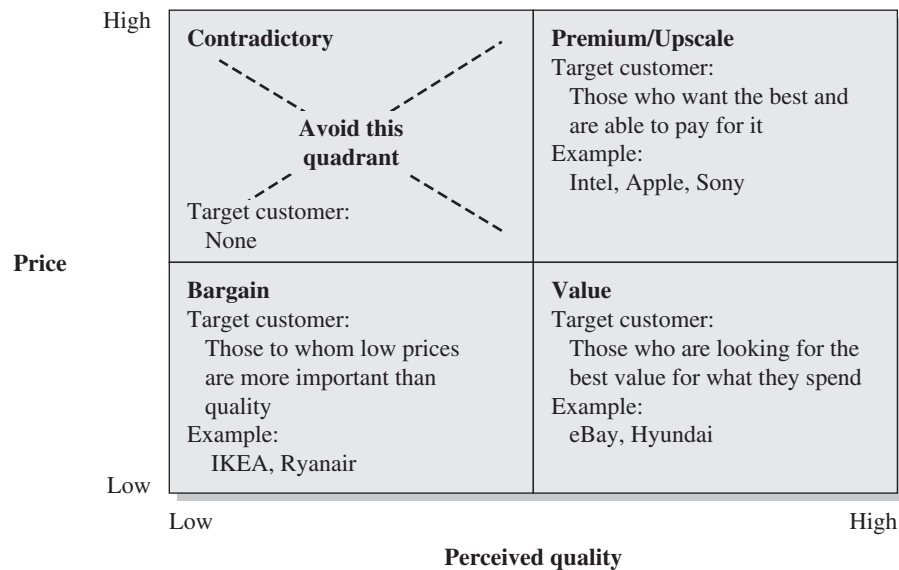 High
Contradictory
Avoid this
quadrant
Target customer:
None
Premium/Upscale
Target customer:
Those who want the best and
are able to pay for it
Example:
Intel, Apple, Sony
Price
Bargain
Target customer:
Those to whom low prices
are more important than
quality
Example:
IKEA, Ryanair
Value
Target customer:
Those who are looking for the
best value for what they spend
Example:
eBay, Hyundai
Low
Low
High
Perceived quality